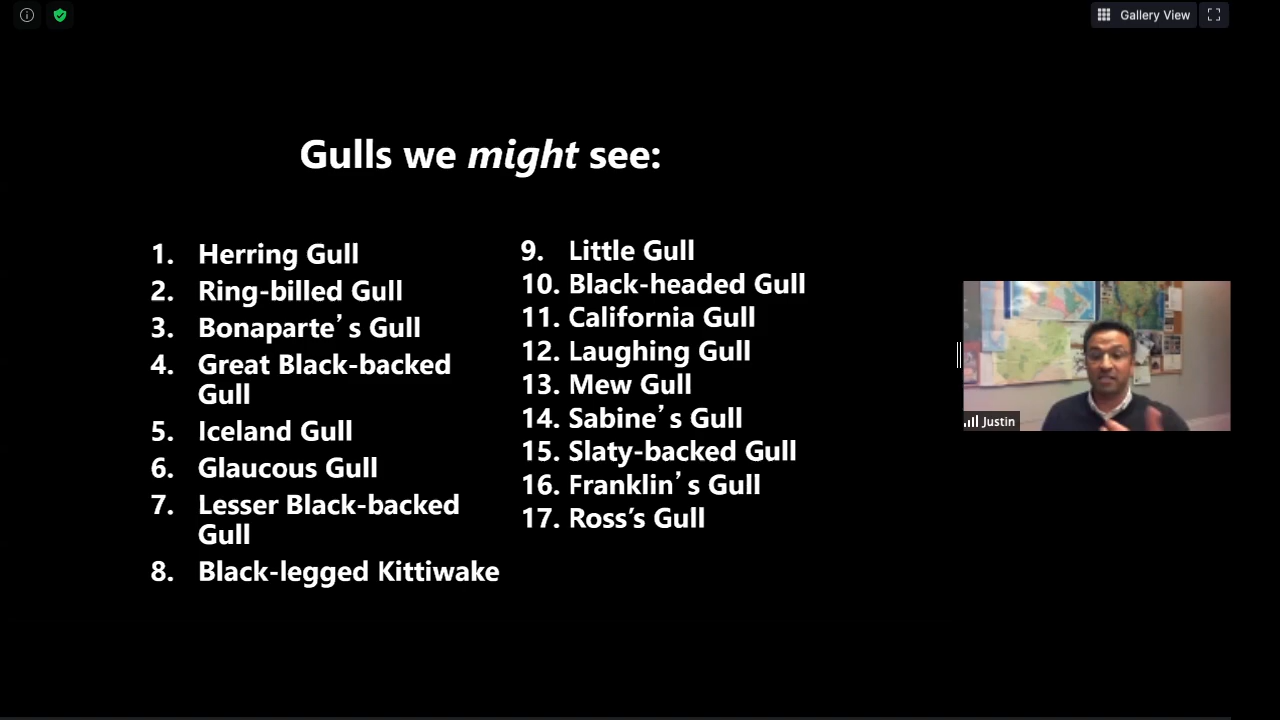 Gallery View
Gulls we might see:
1. Herring Gull
2. Ring-billed Gull
3. Bonaparte’s Gull
4. Great Black-backed
Gull
5. Iceland Gull
6. Glaucous Gull
7. Lesser Black-backed
Gull
8. Black-legged Kittiwake
9. Little Gull
10. Black-headed Gull
11. California Gull
12. Laughing Gull
13. Mew Gull
14. Sabine’s Gull
15. Slaty-backed Gull
16. Franklin’s Gull
17. Ross’s Gull
Justin